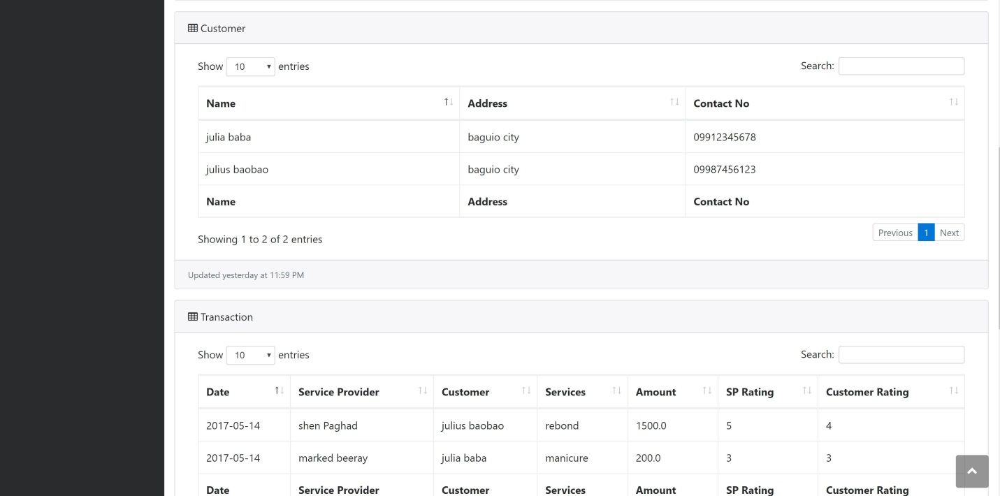 Customer
Show 10 entries Search:
Name Address Contact No
julia baba baguio city 09912345678
julius baobao baguio city 09987456123
Name Address Contact No
Showing 1 to 2 of 2 entries Previous 1 Next
Updated yesterday at 11:59 PM
Transaction
Show 10 entries Search:
Date Service Provider Customer Services Amount SP Rating Customer Rating
2017-05-14 shen Paghad julius baobao rebond 1500.0 5 4
2017-05-14 marked beeray julia baba manicure 200.0 3 3
Date Service Provider Customer Services Amount SP Rating Customer Rating